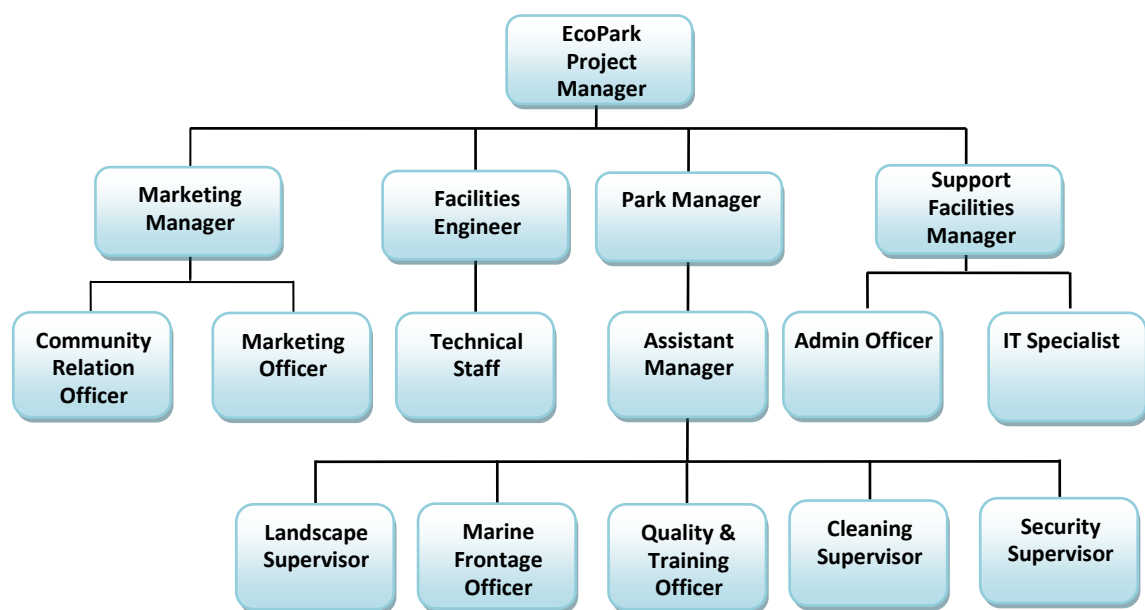 EcoPark
Project
Manager
Marketing
Manager
Facilities
Engineer
Park Manager
Support
Facilities
Manager
Community
Relation
Officer
Marketing
Officer
Technical
Staff
Assistant
Manager
Admin Officer
IT Specialist
Landscape
Supervisor
Marine
Frontage
Officer
Quality &
Training
Officer
Cleaning
Supervisor
Security
Supervisor